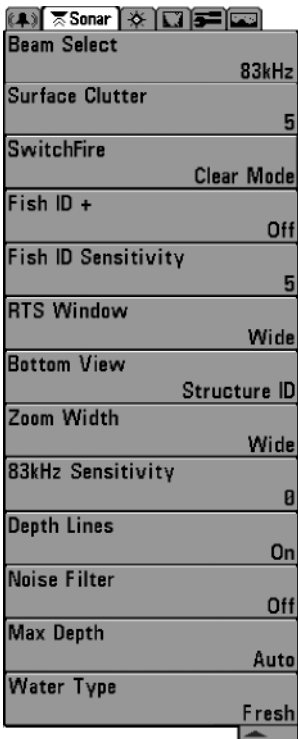 Sonar
Beam Select
83kHz
Surface Clutter
5
SwitchFire
Clear Mode
Fish ID +
Off
Fish ID Sensitivity
5
RTS Window
Wide
Bottom View
Structure ID
Zoom Width
Wide
83kHz Sensitivity
0
Depth Lines
On
Noise Filter
Off
Max Depth
Auto
Water Type
Fresh